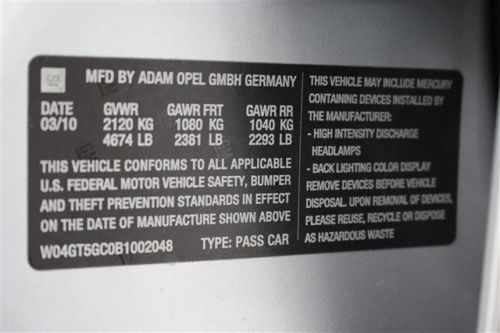 GM
MFD BY ADAM OPEL GMBH GERMANY
DATE GVWR GAWR FRT GAWR RR
03/10 2120 KG 1080 KG 1040 KG
4674 LB 2381 LB 2293 LB
THIS VEHICLE CONFORMS TO ALL APPLICABLE
U.S. FEDERAL MOTOR VEHICLE SAFETY, BUMPER
AND THEFT PREVENTION STANDARDS IN EFFECT
ON THE DATE OF MANUFACTURE SHOWN ABOVE
W04GT5GC0B1002048 TYPE: PASS CAR
THIS VEHICLE MAY INCLUDE MERCURY
CONTAINING DEVICES INSTALLED BY
THE MANUFACTURER:
- HIGH INTENSITY DISCHARGE
HEADLAMPS
- BACK LIGHTING COLOR DISPLAY
REMOVE DEVICES BEFORE VEHICLE
DISPOSAL. UPON REMOVAL OF DEVICES
PLEASE REUSE, RECYCLE OR DISPOSE
AS HAZARDOUS WASTE